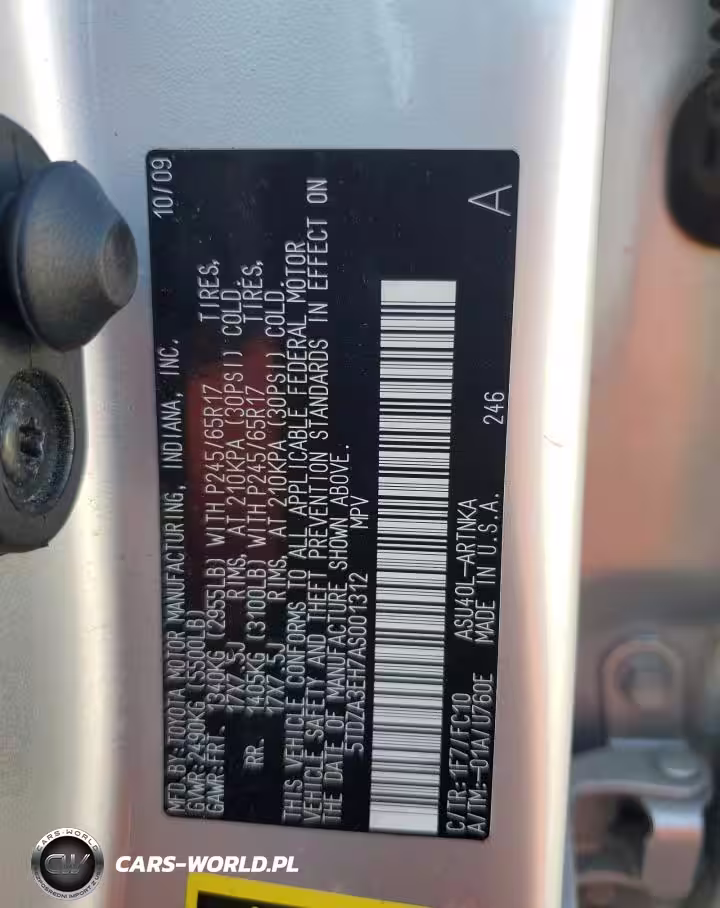 MFD.BY:TOYOTA MOTOR MANUFACTURING, INDIANA, INC. 10/09
GVWR:2490KG (5500LB)
GAWR:FR. 1340KG (2955LB) WITH P245/65R17 TIRES,
17X7.5J RIMS, AT 210KPA (30PSI) COLD.
RR. 1405KG (3100LB) WITH P245/65R17 TIRES,
17X7.5J RIMS, AT 210KPA (30PSI) COLD.
THIS VEHICLE CONFORMS TO ALL APPLICABLE FEDERAL MOTOR
VEHICLE SAFETY AND THEFT PREVENTION STANDARDS IN EFFECT ON
THE DATE OF MANUFACTURE SHOWN ABOVE.
5TDZA3EH7AS001312 MPV
C/TR:1F7/FC10 ASU40L-ARTNKA 246 A
A/TM:-01A/U760E MADE IN U.S.A.
CARS-WORLD
CW
CARS-WORLD.PL